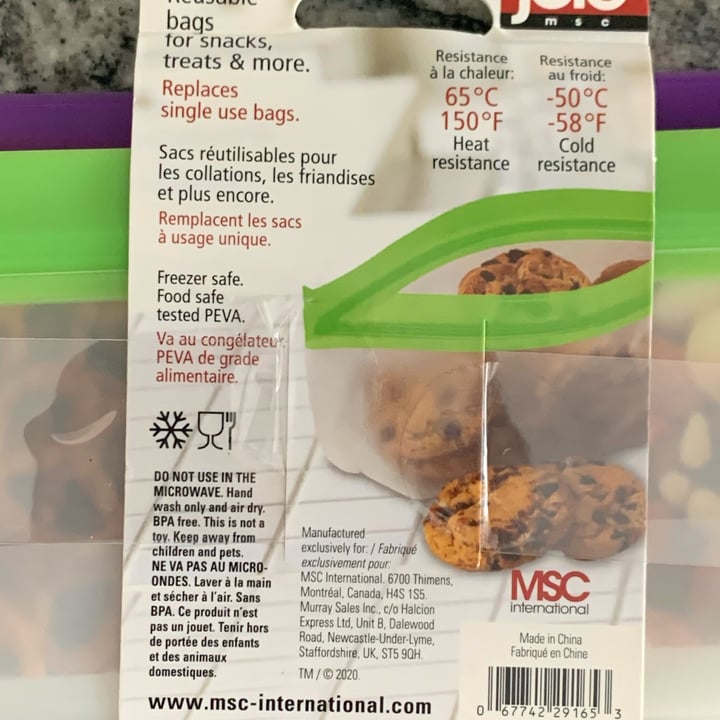 Reusable
bags
for snacks,
treats & more.
Replaces
single use bags.
Sacs réutilisables pour
les collations, les friandises
et plus encore.
Remplacent les sacs
à usage unique.
Freezer safe.
Food safe
tested PEVA.
Va au congélateur.
PEVA de grade
alimentaire.
DO NOT USE IN THE
MICROWAVE. Hand
wash only and air dry.
BPA free. This is not a
toy. Keep away from
children and pets.
NE VA PAS AU MICRO-
ONDES. Laver à la main
et sécher à l'air. Sans
BPA. Ce produit n'est
pas un jouet. Tenir hors
de portée des enfants
et des animaux
domestiques.
www.msc-international.com
joie
msc
Resistance
à la chaleur:
65°C
150°F
Heat
resistance
Resistance
au froid:
-50°C
-58°F
Cold
resistance
Manufactured
exclusively for: / Fabriqué
exclusivement pour:
MSC International. 6700 Thimens,
Montréal, Canada, H4S 1S5.
Murray Sales Inc., c/o Halcion
Express Ltd, Unit B, Dalewood
Road, Newcastle-Under-Lyme,
Staffordshire, UK, ST5 9QH.
TM / © 2020.
MSC
international
Made in China
Fabriqué en Chine
0 67742 29165 3